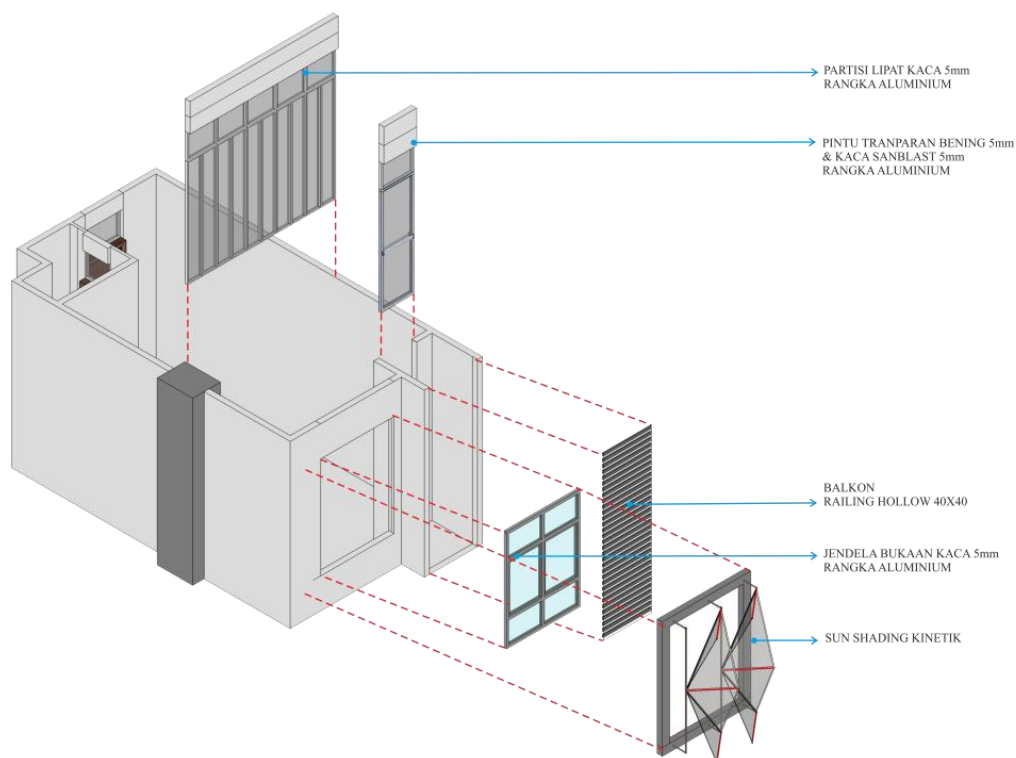 PARTISI LIPAT KACA 5mm
RANGKA ALUMINIUM
PINTU TRANPARAN BENING 5mm
& KACA SANBLAST 5mm
RANGKA ALUMINIUM
BALKON
RAILING HOLLOW 40X40
JENDELA BUKAAN KACA 5mm
RANGKA ALUMINIUM
SUN SHADING KINETIK